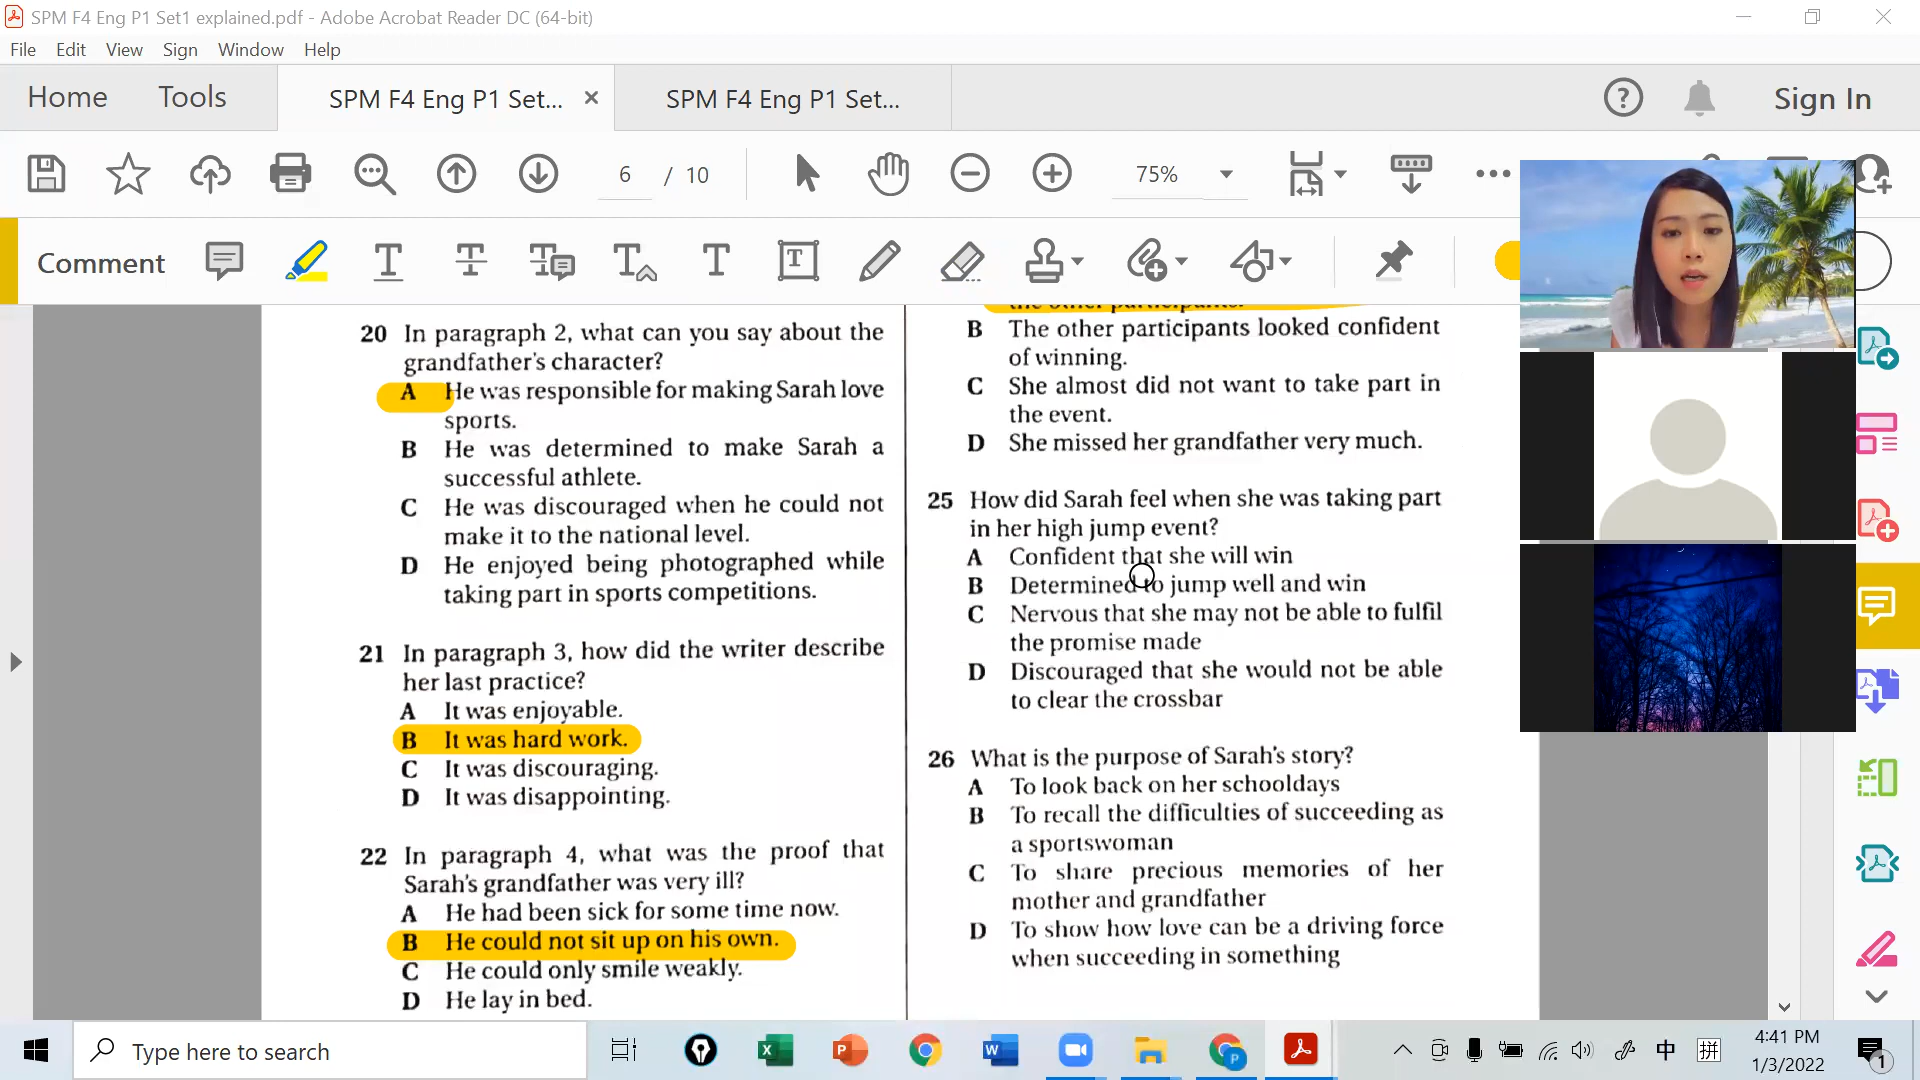 SPM F4 Eng P1 Set1 explained.pdf - Adobe Acrobat Reader DC (64-bit)
File Edit View Sign Window Help
Home Tools SPM F4 Eng P1 Set... × SPM F4 Eng P1 Set... Sign In
6 / 10 75%
Comment
20 In paragraph 2, what can you say about the
grandfather's character?
A He was responsible for making Sarah love
sports.
B He was determined to make Sarah a
successful athlete.
C He was discouraged when he could not
make it to the national level.
D He enjoyed being photographed while
taking part in sports competitions.
21 In paragraph 3, how did the writer describe
her last practice?
A It was enjoyable.
B It was hard work.
C It was discouraging.
D It was disappointing.
22 In paragraph 4, what was the proof that
Sarah's grandfather was very ill?
A He had been sick for some time now.
B He could not sit up on his own.
C He could only smile weakly.
D He lay in bed.
the other participants.
B The other participants looked confident
of winning.
C She almost did not want to take part in
the event.
D She missed her grandfather very much.
25 How did Sarah feel when she was taking part
in her high jump event?
A Confident that she will win
B Determined to jump well and win
C Nervous that she may not be able to fulfil
the promise made
D Discouraged that she would not be able
to clear the crossbar
26 What is the purpose of Sarah's story?
A To look back on her schooldays
B To recall the difficulties of succeeding as
a sportswoman
C To share precious memories of her
mother and grandfather
D To show how love can be a driving force
when succeeding in something
Type here to search
中 拼
4:41 PM
1/3/2022
1